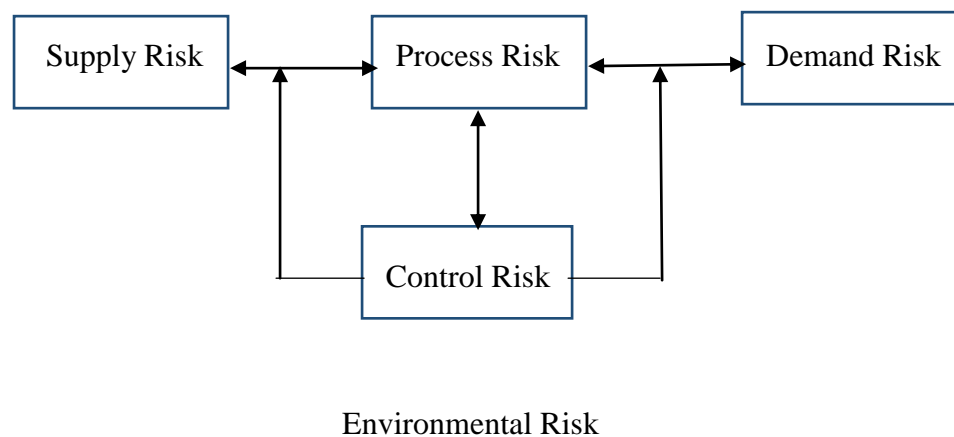 Supply Risk
Process Risk
Demand Risk
Control Risk
Environmental Risk